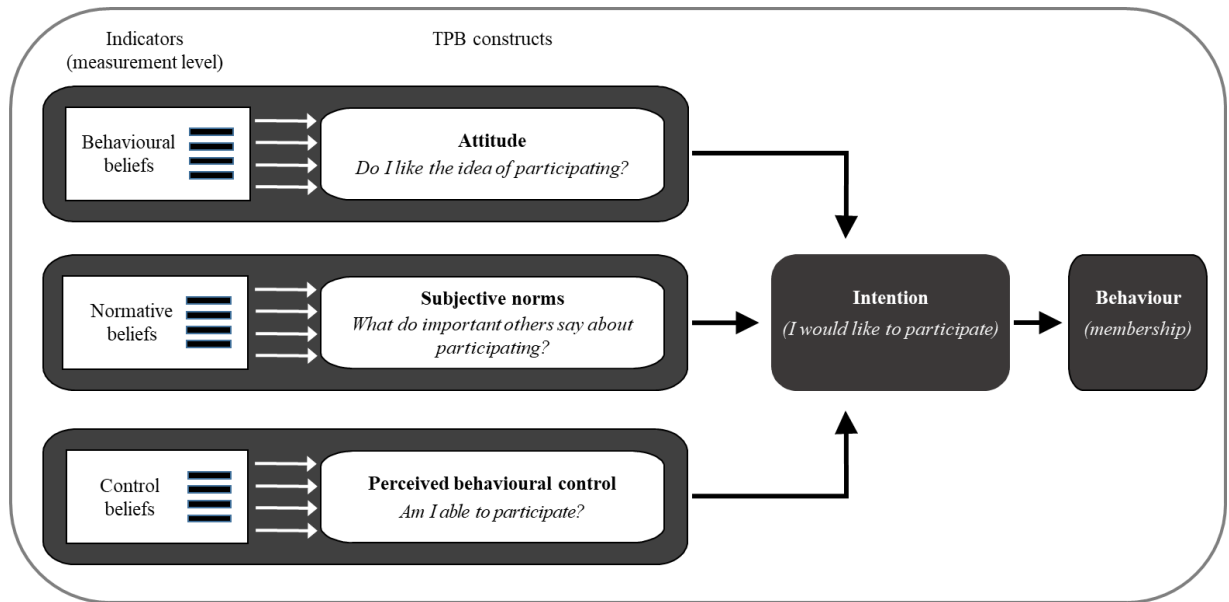 Indicators
(measurement level)
TPB constructs
Behavioural
beliefs
Attitude
Do I like the idea of participating?
Normative
beliefs
Subjective norms
What do important others say about
participating?
Control
beliefs
Perceived behavioural control
Am I able to participate?
Intention
(I would like to participate)
Behaviour
(membership)